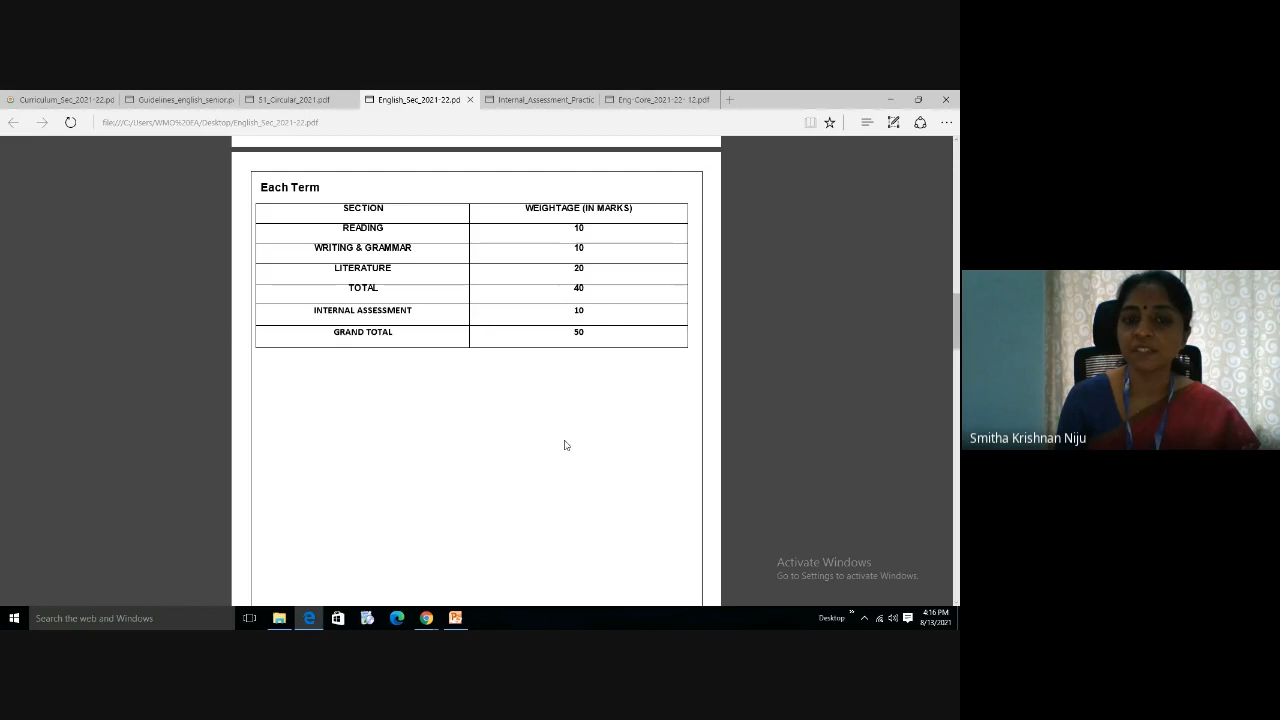 Curriculum_Sec_2021-22.pd
Guidelines_english_senior.p
51_Circular_2021.pdf
English_Sec_2021-22.pd
Internal_Assessment_Practic
Eng-Core_2022-12.pdf
file:///C:/Users/WMO%20EA/Desktop/English_Sec_2021-22.pdf
Each Term
SECTION WEIGHTAGE (IN MARKS)
READING 10
WRITING & GRAMMAR 10
LITERATURE 20
TOTAL 40
INTERNAL ASSESSMENT 10
GRAND TOTAL 50
Smitha Krishnan Niju
Activate Windows
Go to Settings to activate Windows.
Search the web and Windows
Desktop
4:16 PM
8/13/2021